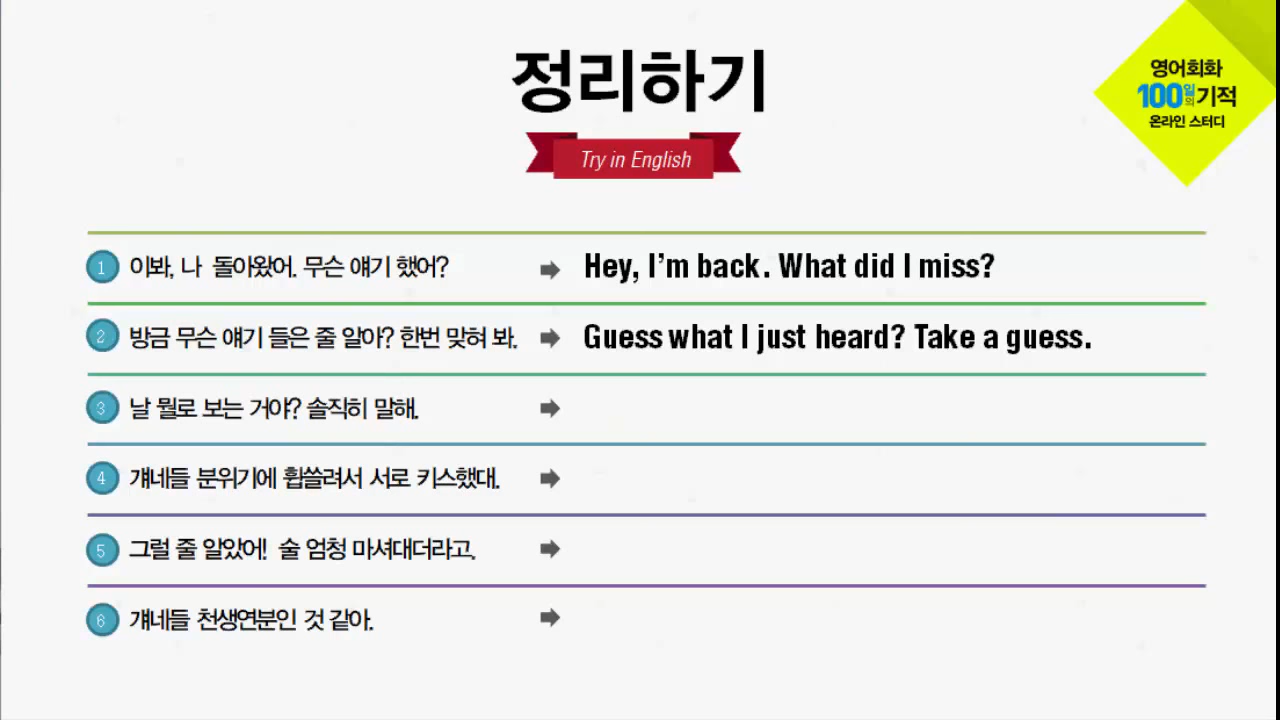 정리하기
Try in English
영어회화
100일의 기적
온라인 스터디
1 이봐, 나 돌아왔어. 무슨 얘기 했어? Hey, I'm back. What did I miss?
2 방금 무슨 얘기 들은 줄 알아? 한번 맞혀 봐. Guess what I just heard? Take a guess.
3 날 뭘로 보는 거야? 솔직히 말해.
4 걔네들 분위기에 휩쓸려서 서로 키스했대.
5 그럴 줄 알았어! 술 엄청 마셔대더라고.
6 걔네들 천생연분인 것 같아.